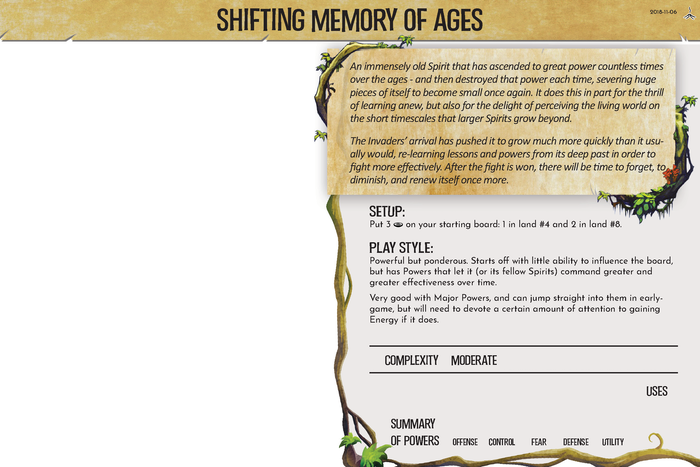 SHIFTING MEMORY OF AGES
2018-11-06
An immensely old Spirit that has ascended to great power countless times
over the ages - and then destroyed that power each time, severing huge
pieces of itself to become small once again. It does this in part for the thrill
of learning anew, but also for the delight of perceiving the living world on
the short timescales that larger Spirits grow beyond.
The Invaders' arrival has pushed it to grow much more quickly than it usu-
ally would, re-learning lessons and powers from its deep past in order to
fight more effectively. After the fight is won, there will be time to forget, to
diminish, and renew itself once more.
SETUP:
Put 3 on your starting board: 1 in land #4 and 2 in land #8.
PLAY STYLE:
Powerful but ponderous. Starts off with little ability to influence the board,
but has Powers that let it (or its fellow Spirits) command greater and
greater effectiveness over time.
Very good with Major Powers, and can jump straight into them in early-
game, but will need to devote a certain amount of attention to gaining
Energy if it does.
COMPLEXITY MODERATE
USES
SUMMARY
OF POWERS OFFENSE CONTROL FEAR DEFENSE UTILITY